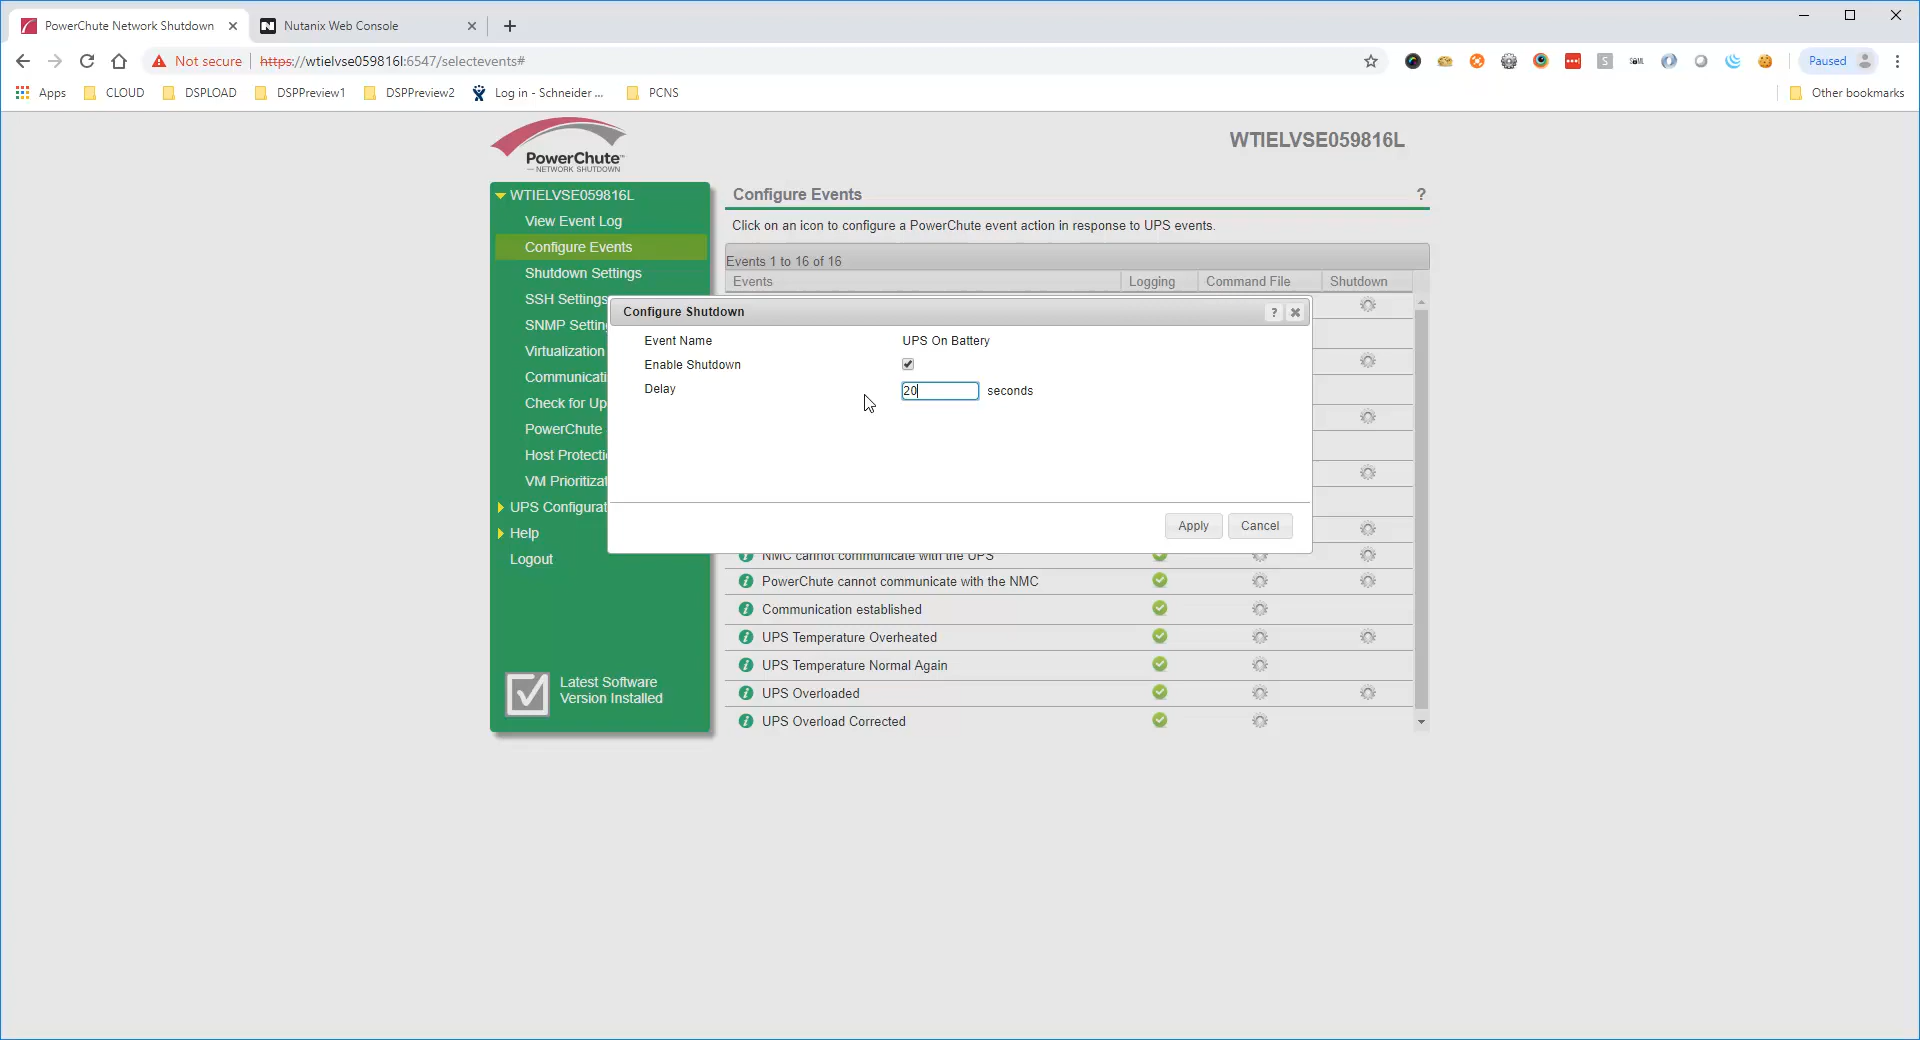 PowerChute Network Shutdown
Nutanix Web Console
Not secure
https://wtielvse059816l:6547/selectevents#
Paused
Apps
CLOUD
DSPLOAD
DSPPreview1
DSPPreview2
Log in - Schneider ...
PCNS
Other bookmarks
PowerChute™
NETWORK SHUTDOWN
WTIELVSE059816L
WTIELVSE059816L
View Event Log
Configure Events
Shutdown Settings
SSH Settings
SNMP Setting
Virtualization
Communicati
Check for Up
PowerChute
Host Protecti
VM Prioritizat
UPS Configurat
Help
Logout
Latest Software
Version Installed
Configure Events
?
Click on an icon to configure a PowerChute event action in response to UPS events.
Events 1 to 16 of 16
Events Logging Command File Shutdown
Configure Shutdown
?
Event Name UPS On Battery
Enable Shutdown
Delay 20 seconds
Apply Cancel
NMC cannot communicate with the UPS
PowerChute cannot communicate with the NMC
Communication established
UPS Temperature Overheated
UPS Temperature Normal Again
UPS Overloaded
UPS Overload Corrected